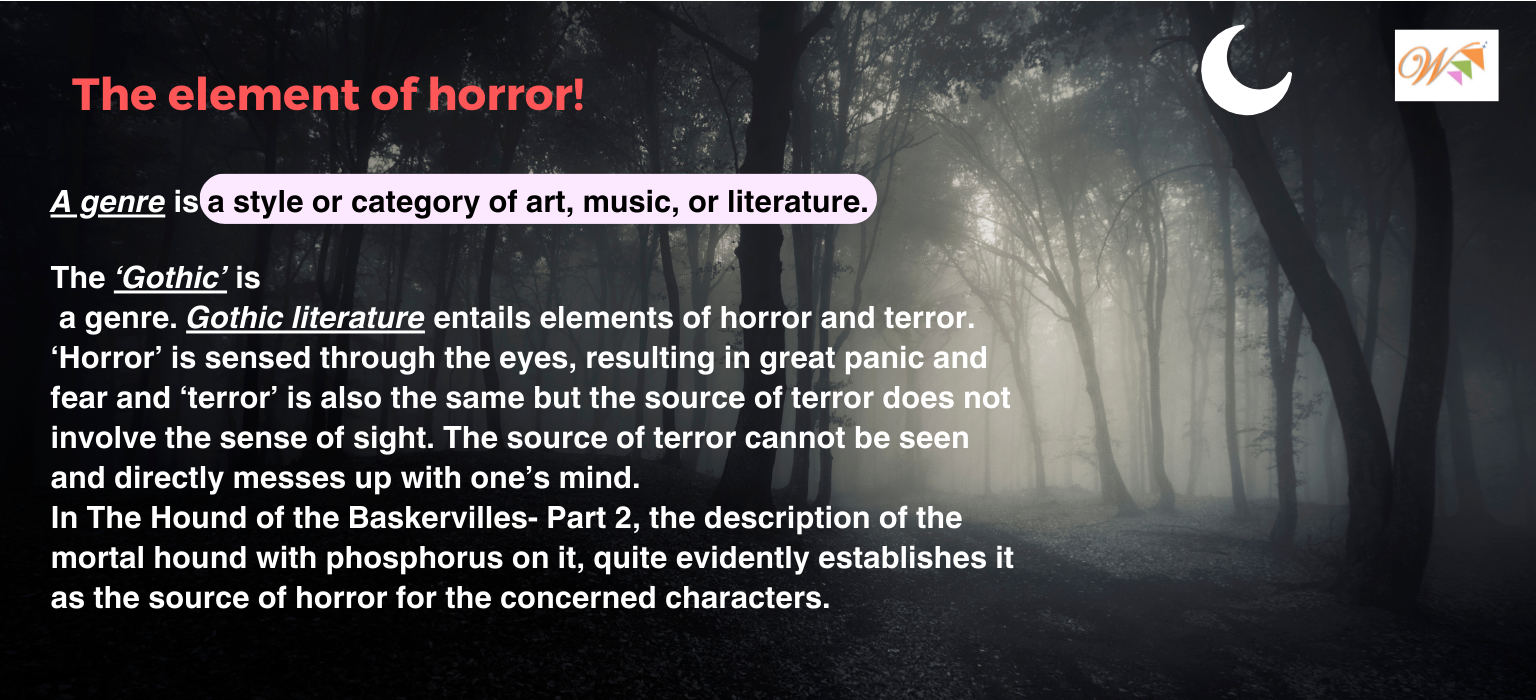 The element of horror!
W
A genre is a style or category of art, music, or literature.
The ‘Gothic’ is
a genre. Gothic literature entails elements of horror and terror.
‘Horror’ is sensed through the eyes, resulting in great panic and
fear and ‘terror’ is also the same but the source of terror does not
involve the sense of sight. The source of terror cannot be seen
and directly messes up with one’s mind.
In The Hound of the Baskervilles- Part 2, the description of the
mortal hound with phosphorus on it, quite evidently establishes it
as the source of horror for the concerned characters.